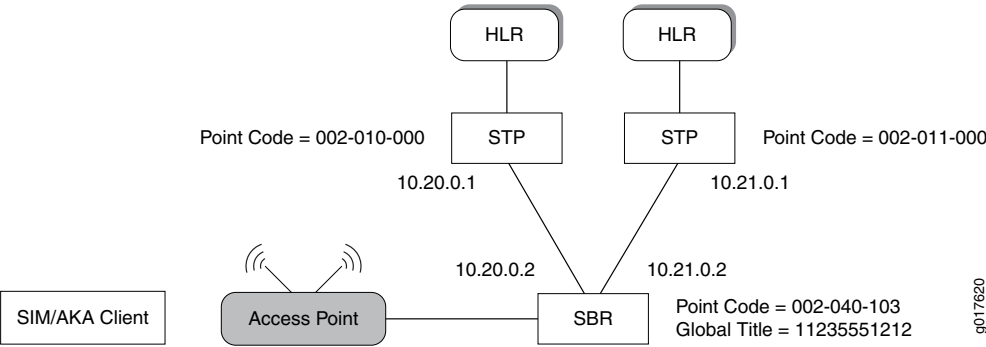 HLR
HLR
Point Code = 002-010-000
STP
STP
Point Code = 002-011-000
10.20.0.1
10.21.0.1
10.20.0.2
10.21.0.2
SIM/AKA Client
Access Point
SBR
Point Code = 002-040-103
Global Title = 11235551212
g017620